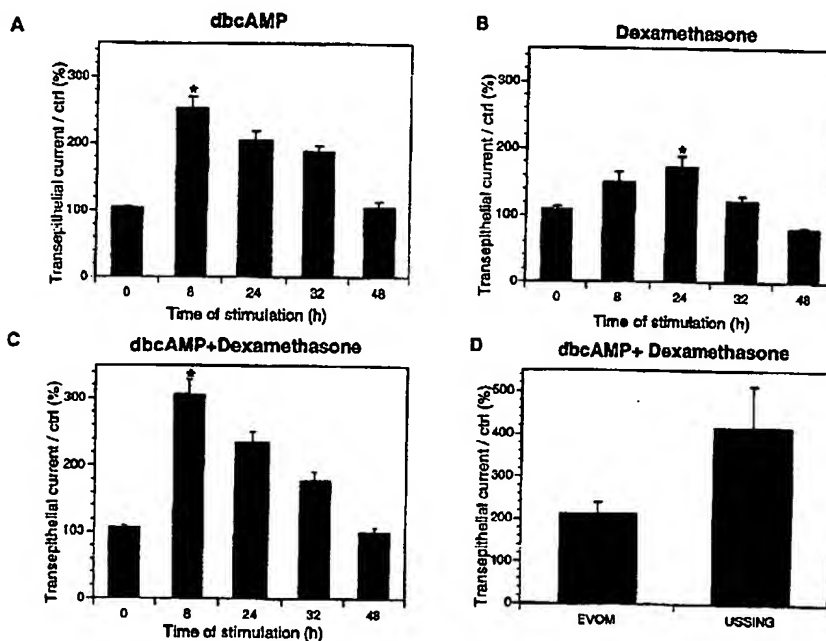 A
dbcAMP
Transepithelial current / ctrl (%)
300
200
100
0
*
0 8 24 32 48
Time of stimulation (h)
B
Dexamethasone
Transepithelial current / ctrl (%)
300
200
100
0
*
0 8 24 32 48
Time of stimulation (h)
C
dbcAMP+Dexamethasone
Transepithelial current / ctrl (%)
300
200
100
0
*
0 8 24 32 48
Time of stimulation (h)
D
dbcAMP+ Dexamethasone
Transepithelial current / ctrl (%)
500
400
300
200
100
0
EVOM USSING